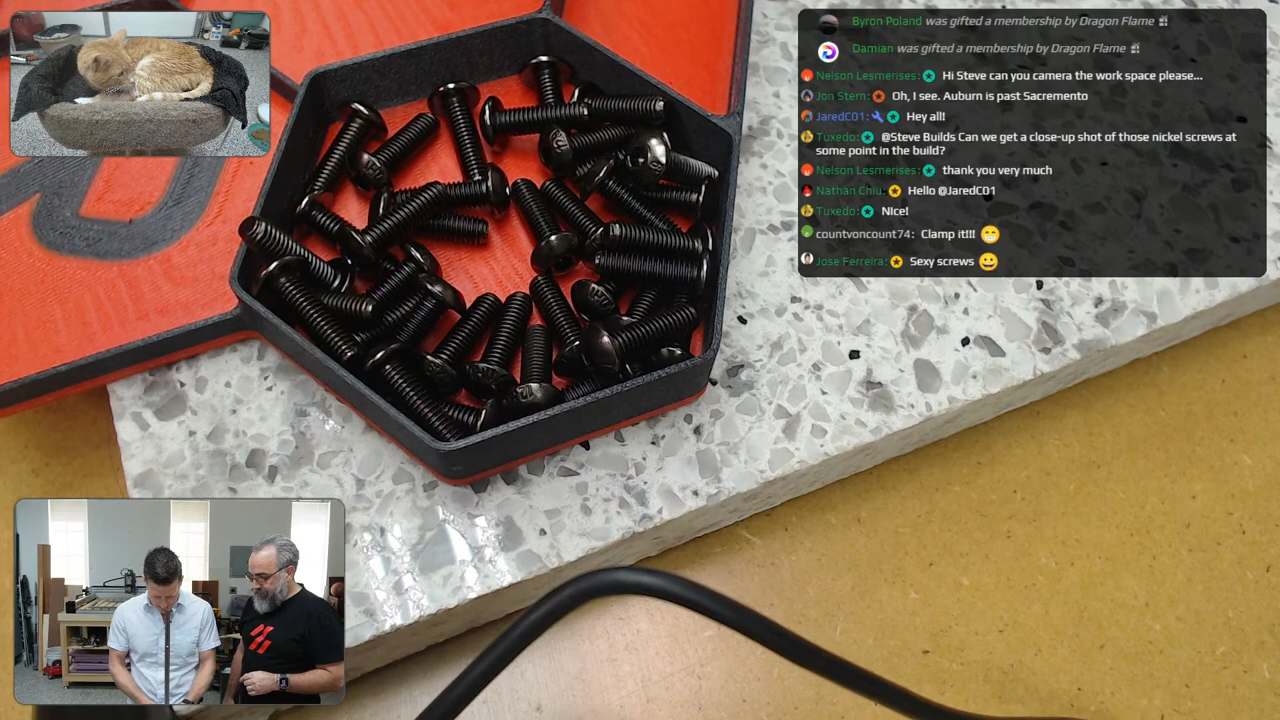 Byron Poland was gifted a membership by Dragon Flame
Damian was gifted a membership by Dragon Flame
Nelson Lesmerises: Hi Steve can you camera the work space please...
Jon Stern: Oh, I see. Auburn is past Sacremento
JaredC01: Hey all!
Tuxedo: @Steve Builds Can we get a close-up shot of those nickel screws at
some point in the build?
Nelson Lesmerises: thank you very much
Nathan Chiu: Hello @JaredC01
Tuxedo: NIce!
countvoncount74: Clamp it!!! 😁
Jose Ferreira: Sexy screws 😀